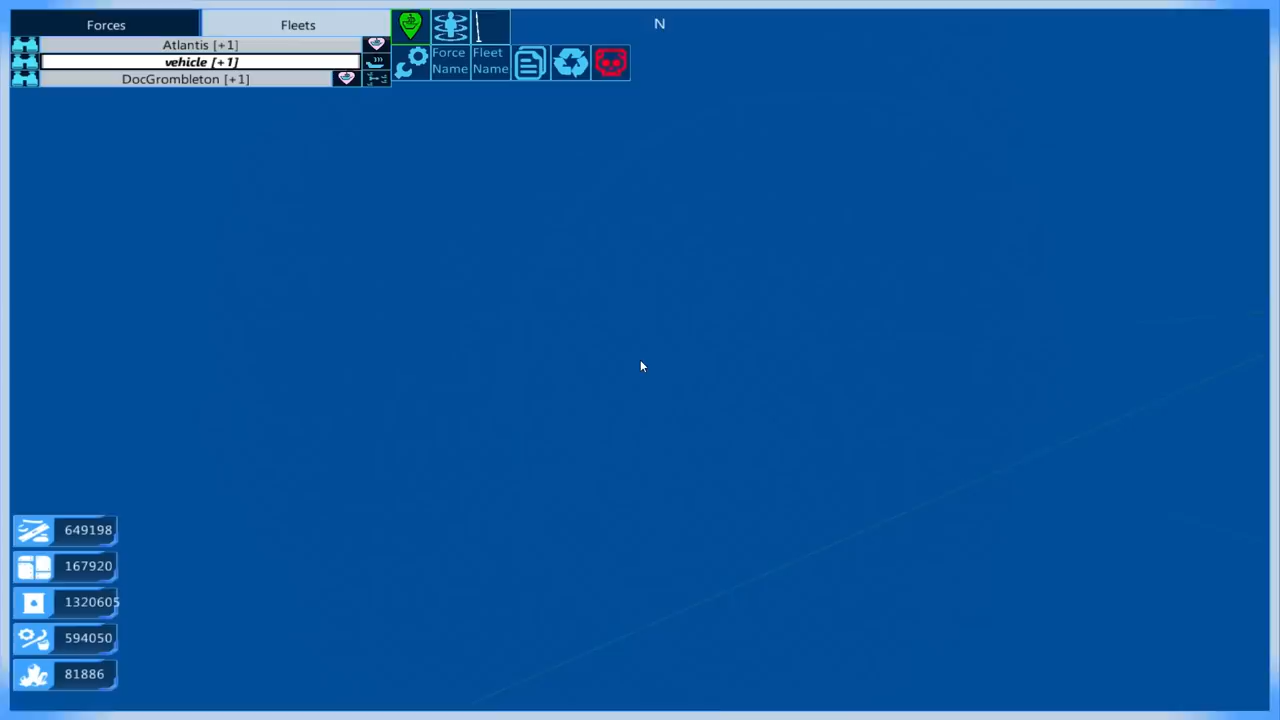 Forces
Fleets
N
Atlantis [+1]
vehicle [+1]
DocGrombleton [+1]
Force Name
Fleet Name
649198
167920
1320605
594050
81886